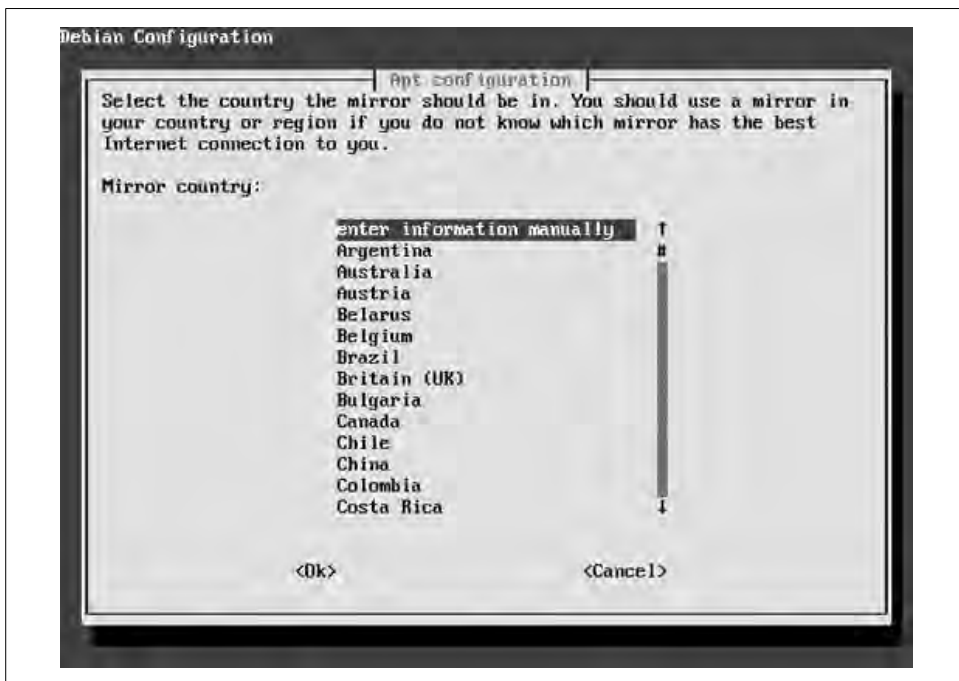 Debian Configuration
Apt configuration
Select the country the mirror should be in. You should use a mirror in
your country or region if you do not know which mirror has the best
Internet connection to you.
Mirror country:
enter information manually ↑
Argentina #
Australia
Austria
Belarus
Belgium
Brazil
Britain (UK)
Bulgaria
Canada
Chile
China
Colombia
Costa Rica ↓
<Ok> <Cancel>